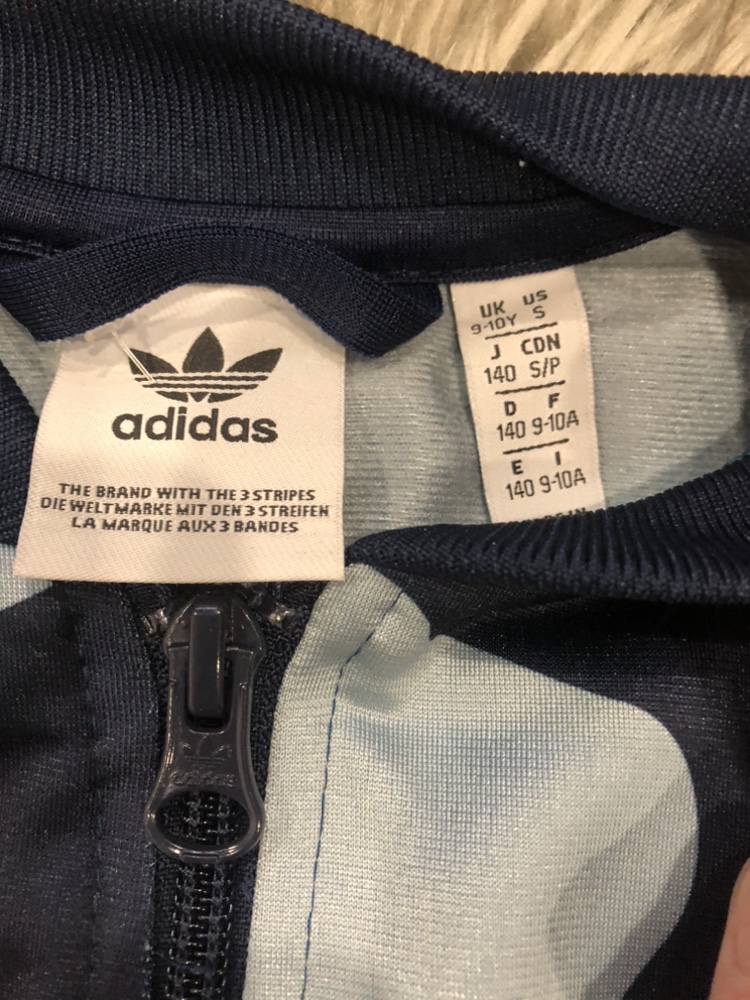 adidas
THE BRAND WITH THE 3 STRIPES
DIE WELTMARKE MIT DEN 3 STREIFEN
LA MARQUE AUX 3 BANDES
UK US
9-10Y S
J CDN
140 S/P
D F
140 9-10A
E I
140 9-10A
adidas